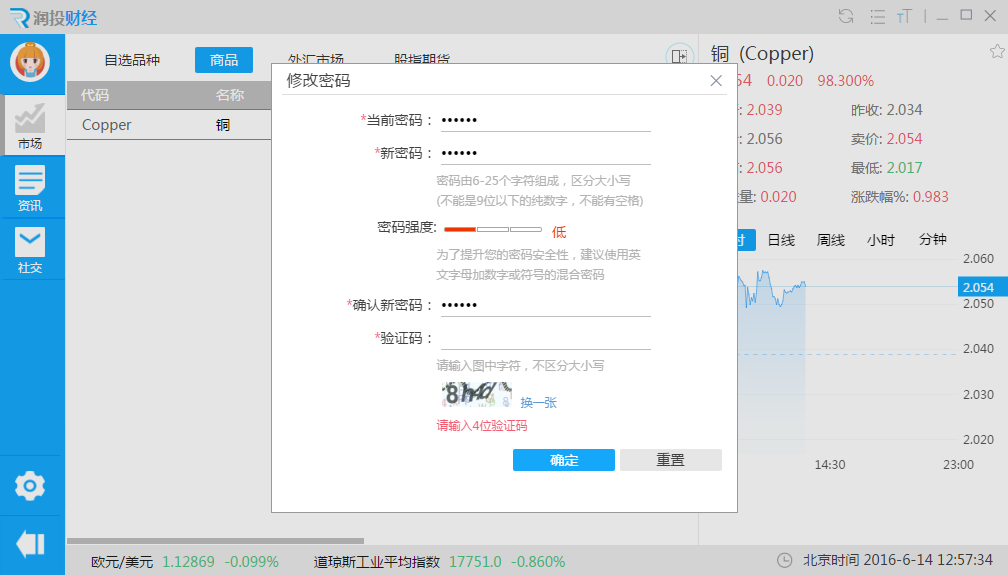 润投财经
TT
自选品种 商品 外汇市场 股指期货
代码 名称
Copper 铜
市场
资讯
社交
修改密码
*当前密码： ••••••
*新密码： ••••••
密码由6-25个字符组成，区分大小写
(不能是9位以下的纯数字，不能有空格)
密码强度: 低
为了提升您的密码安全性，建议使用英
文字母加数字或符号的混合密码
*确认新密码： ••••••
*验证码：
请输入图中字符，不区分大小写
换一张
请输入4位验证码
确定 重置
铜 (Copper)
54 0.020 98.300%
: 2.039 昨收: 2.034
: 2.056 卖价: 2.054
: 2.056 最低: 2.017
量: 0.020 涨跌幅%: 0.983
时 日线 周线 小时 分钟
2.060
2.054
2.050
2.040
2.030
2.020
14:30 23:00
欧元/美元 1.12869 -0.099% 道琼斯工业平均指数 17751.0 -0.860% 北京时间 2016-6-14 12:57:34